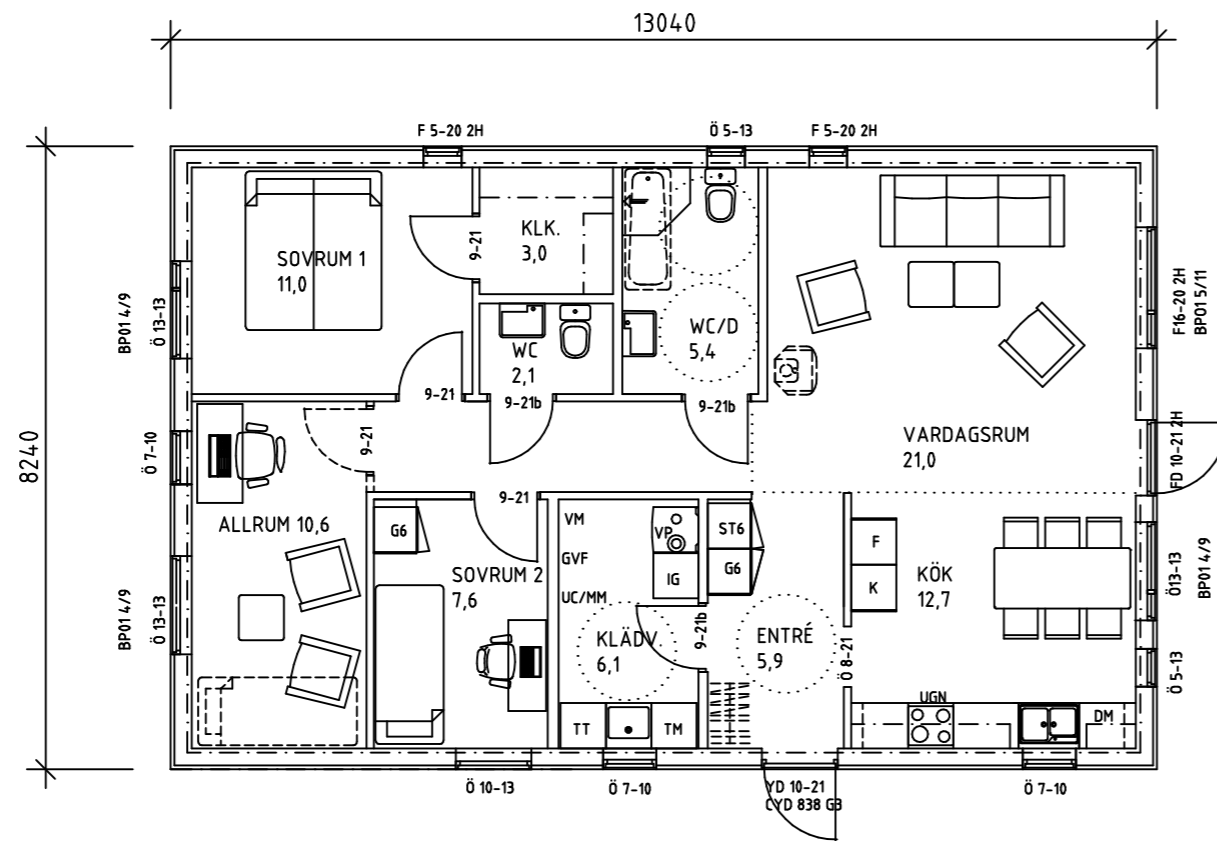 13040
8240
F 5-20 2H
Ö 5-13
F 5-20 2H
SOVRUM 1
11,0
9-21
KLK.
3,0
WC/D
5,4
WC
2,1
BP01 4/9
Ö 13-13
F16-20 2H
BP01 5/11
9-21
9-21b
9-21b
9-21
Ö 7-10
VARDAGSRUM
21,0
FD 10-21 2H
9-21
ALLRUM 10,6
G6
VM
GVF
UC/MM
VP
IG
ST6
G6
F
K
KÖK
12,7
SOVRUM 2
7,6
Ö13-13
BP01 4/9
BP01 4/9
Ö 13-13
KLÄDV.
6,1
9-21b
ENTRÉ
5,9
Ö 8-21
Ö 5-13
UGN
DM
TT
TM
Ö 10-13
Ö 7-10
YD 10-21
CYD 838 G3
Ö 7-10